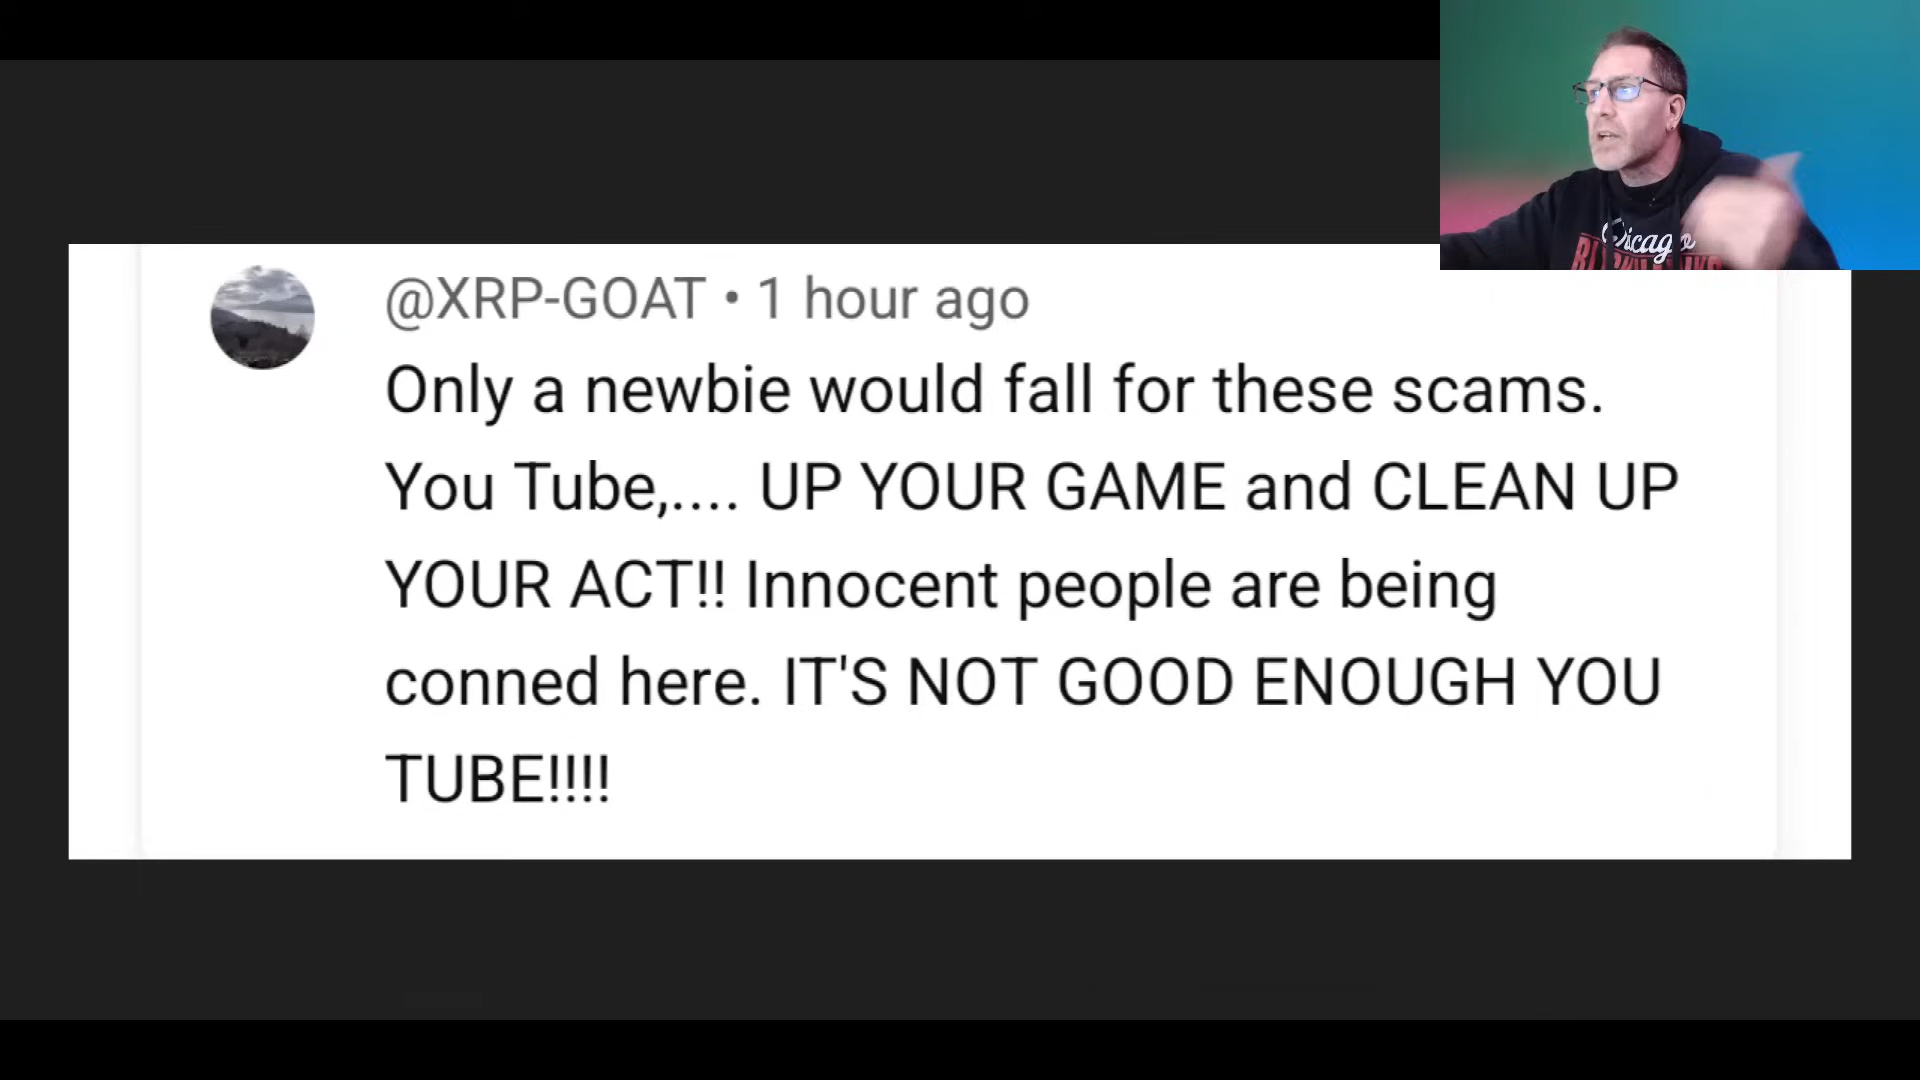 @XRP-GOAT • 1 hour ago
Only a newbie would fall for these scams.
You Tube,.... UP YOUR GAME and CLEAN UP
YOUR ACT!! Innocent people are being
conned here. IT'S NOT GOOD ENOUGH YOU
TUBE!!!!
Chicago